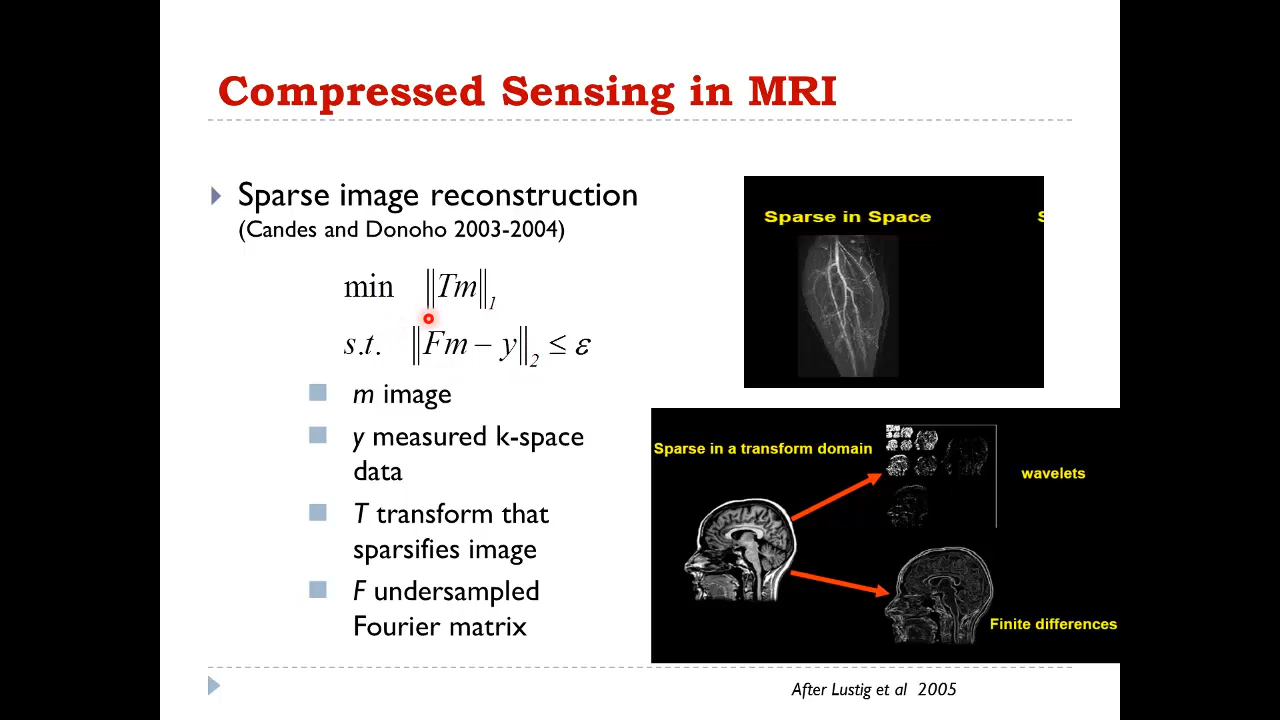 Compressed Sensing in MRI
Sparse image reconstruction
(Candes and Donoho 2003-2004)
min ‖Tm‖₁
s.t. ‖Fm − y‖₂ ≤ ε
m image
y measured k-space
data
T transform that
sparsifies image
F undersampled
Fourier matrix
Sparse in Space
Sparse in a transform domain
wavelets
Finite differences
After Lustig et al 2005